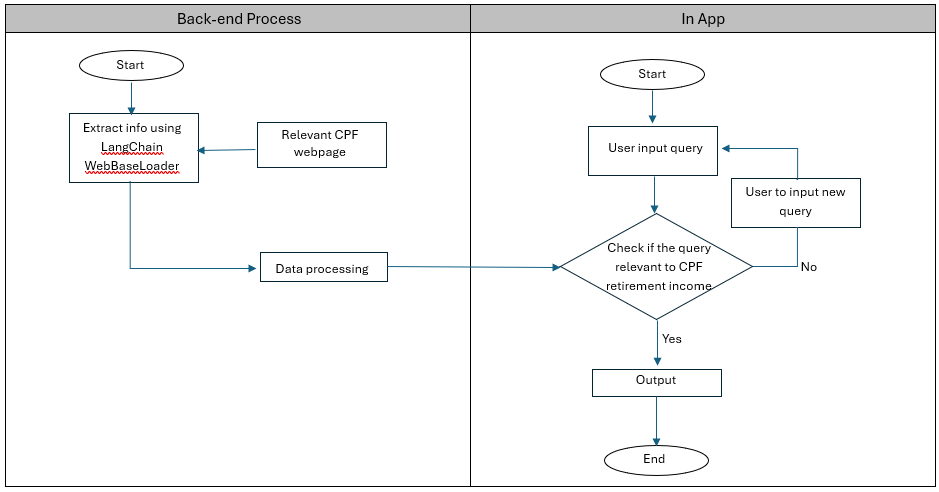 Back-end Process
In App
Start
Extract info using
LangChain
WebBaseLoader
Relevant CPF
webpage
Data processing
Start
User input query
User to input new
query
Check if the query
relevant to CPF
retirement income
No
Yes
Output
End